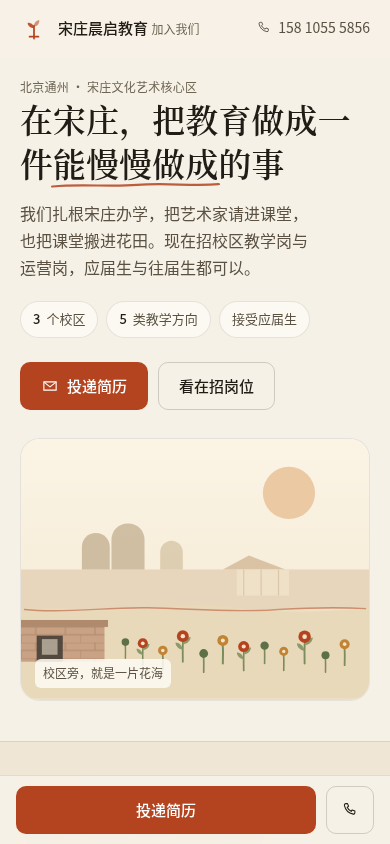 宋庄晨启教育 加入我们
158 1055 5856
北京通州 · 宋庄文化艺术核心区
在宋庄，把教育做成一
件能慢慢做成的事
我们扎根宋庄办学，把艺术家请进课堂，
也把课堂搬进花田。现在招校区教学岗与
运营岗，应届生与往届生都可以。
3 个校区
5 类教学方向
接受应届生
投递简历
看在招岗位
校区旁，就是一片花海
投递简历